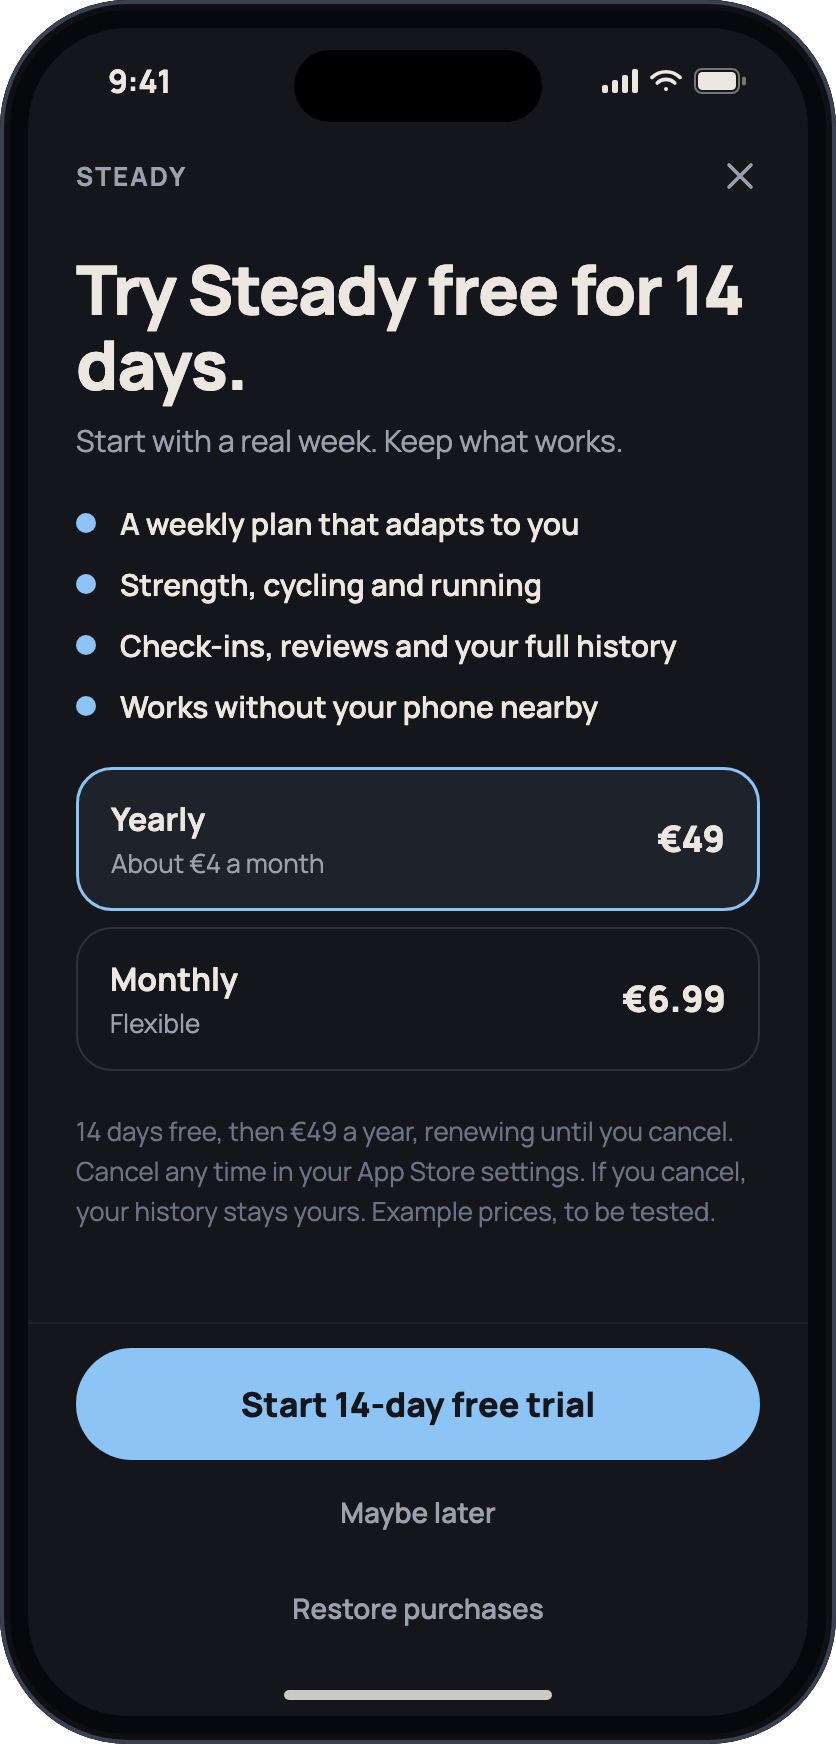 9:41
STEADY
Try Steady free for 14
days.
Start with a real week. Keep what works.
A weekly plan that adapts to you
Strength, cycling and running
Check-ins, reviews and your full history
Works without your phone nearby
Yearly
About €4 a month
€49
Monthly
Flexible
€6.99
14 days free, then €49 a year, renewing until you cancel.
Cancel any time in your App Store settings. If you cancel,
your history stays yours. Example prices, to be tested.
Start 14-day free trial
Maybe later
Restore purchases